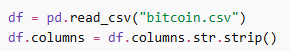 df = pd.read_csv("bitcoin.csv")
df.columns = df.columns.str.strip()